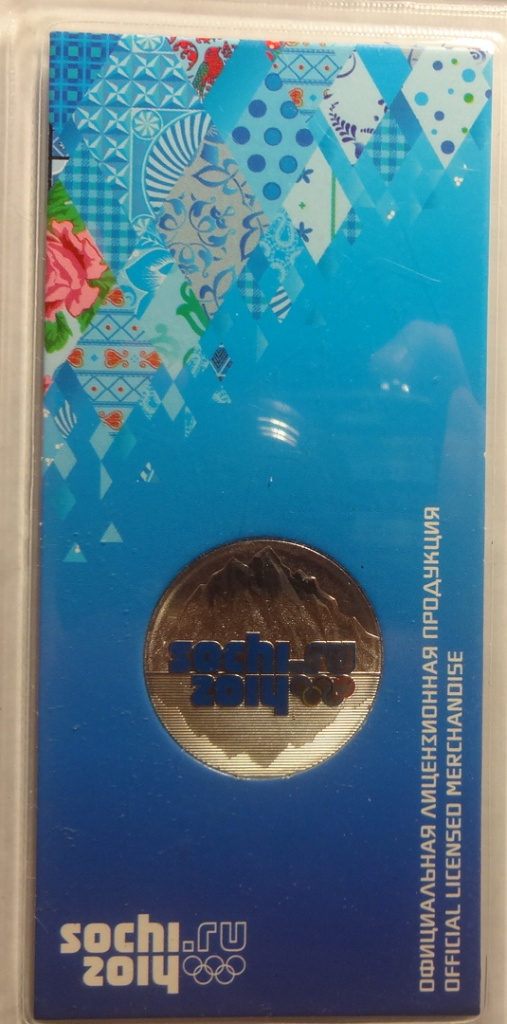 sochi.ru
2014
ОФИЦИАЛЬНАЯ ЛИЦЕНЗИОННАЯ ПРОДУКЦИЯ
OFFICIAL LICENSED MERCHANDISE
sochi.ru
2014